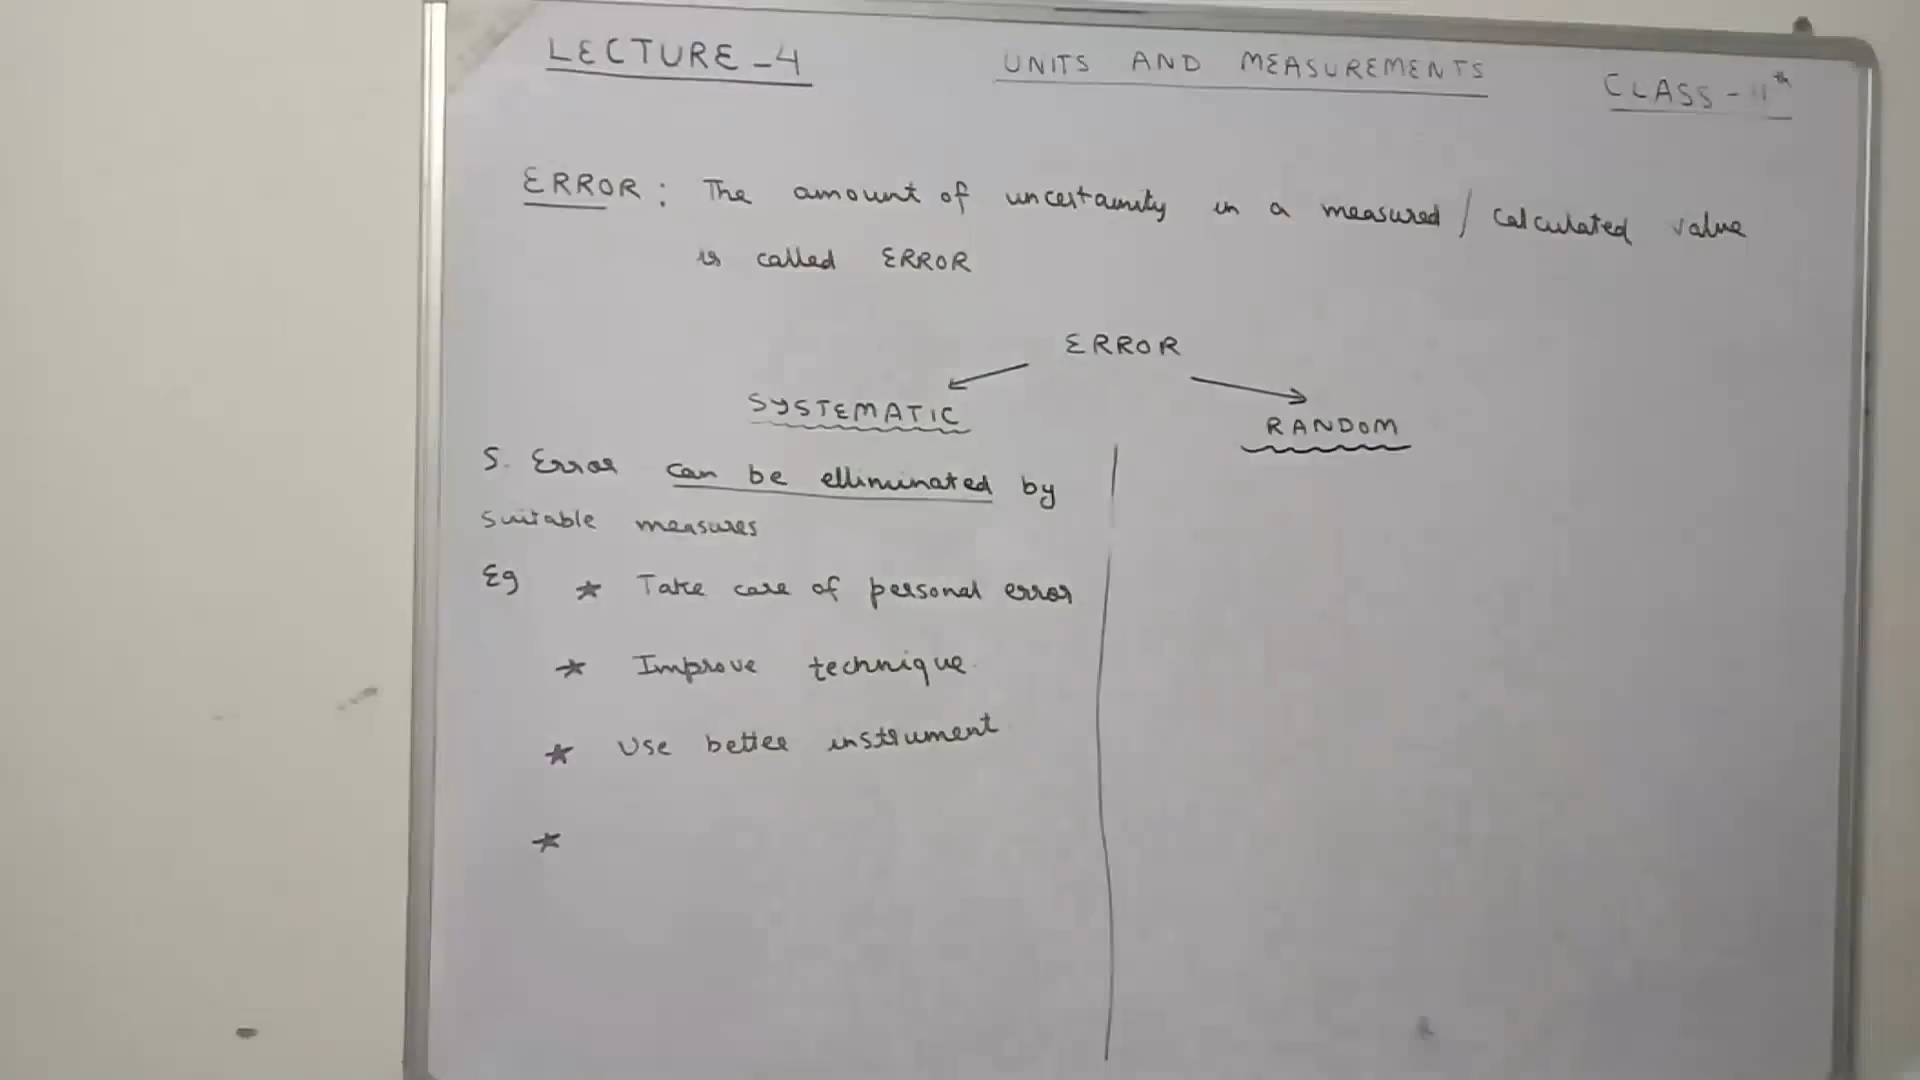 LECTURE-4
UNITS AND MEASUREMENTS
CLASS-11th
ERROR: The amount of uncertainity in a measured/calculated value
is called ERROR
ERROR
SYSTEMATIC
RANDOM
S. Error can be elliminated by
suitable measures
Eg * Take care of personal error
* Improve technique
* Use better instrument
*